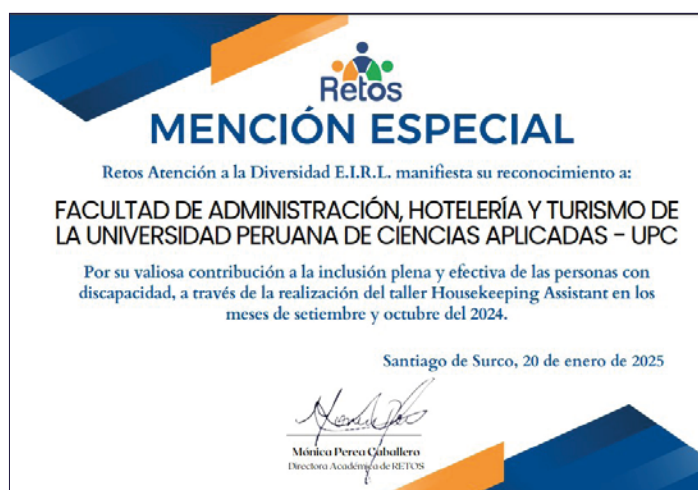 Retos
MENCIÓN ESPECIAL
Retos Atención a la Diversidad E.I.R.L. manifiesta su reconocimiento a:
FACULTAD DE ADMINISTRACIÓN, HOTELERÍA Y TURISMO DE
LA UNIVERSIDAD PERUANA DE CIENCIAS APLICADAS – UPC
Por su valiosa contribución a la inclusión plena y efectiva de las personas con
discapacidad, a través de la realización del taller Housekeeping Assistant en los
meses de setiembre y octubre del 2024.
Santiago de Surco, 20 de enero de 2025
Mónica Perea Caballero
Directora Académica de RETOS